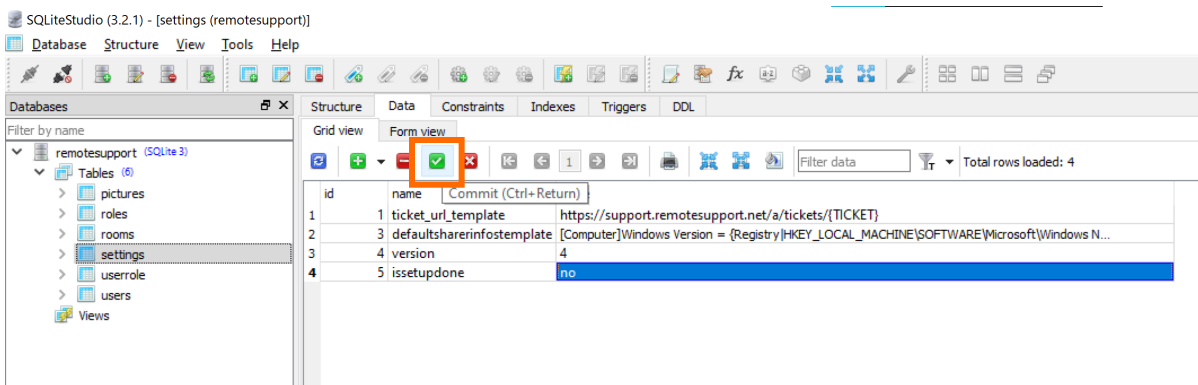 SQLiteStudio (3.2.1) - [settings (remotesupport)]
Database Structure View Tools Help
Databases
Filter by name
remotesupport (SQLite 3)
Tables (6)
pictures
roles
rooms
settings
userrole
users
Views
Structure Data Constraints Indexes Triggers DDL
Grid view Form view
1 Filter data Total rows loaded: 4
id name
Commit (Ctrl+Return)
1 1 ticket_url_template https://support.remotesupport.net/a/tickets/{TICKET}
2 3 defaultsharerinfostemplate [Computer]Windows Version = {Registry|HKEY_LOCAL_MACHINE\SOFTWARE\Microsoft\Windows N...
3 4 version 4
4 5 issetupdone no